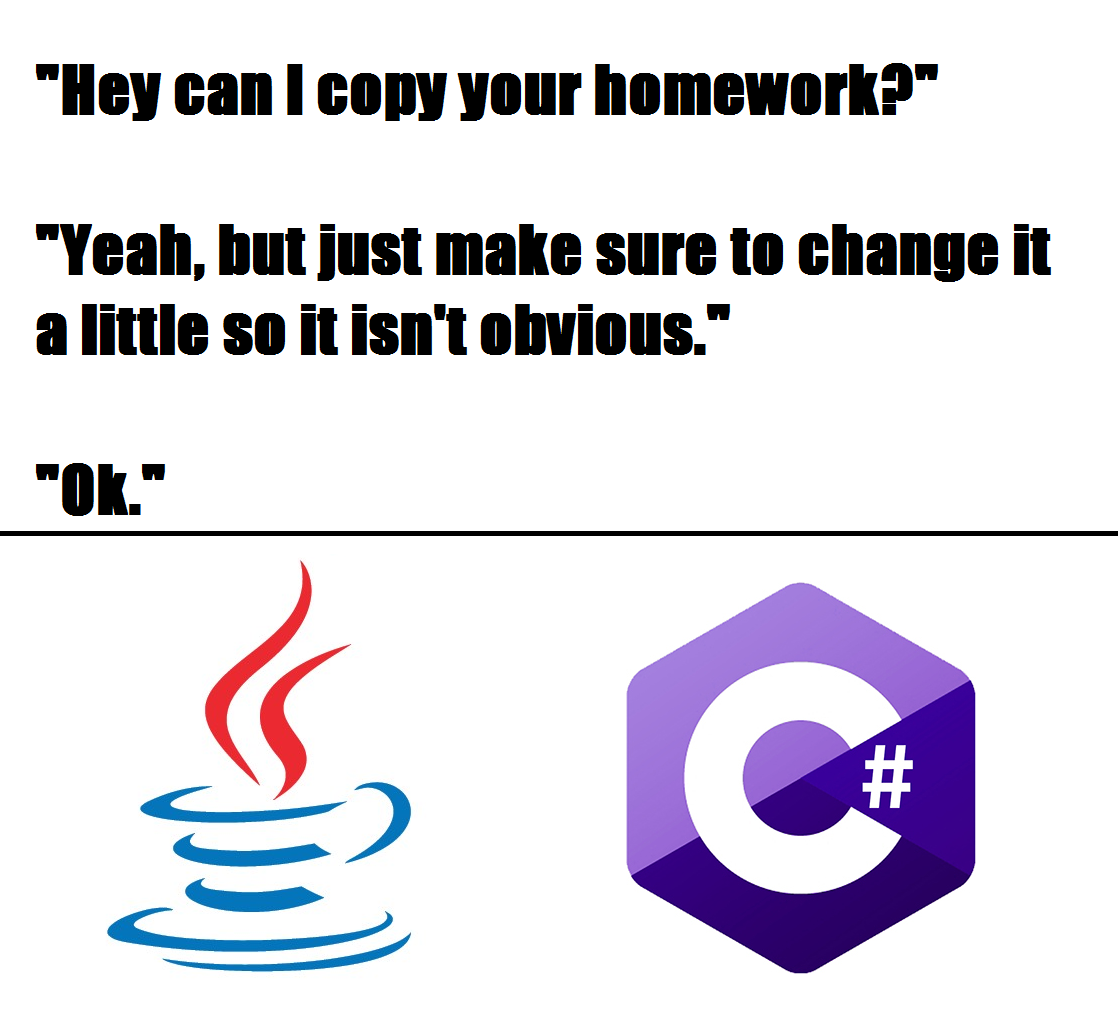 "Hey can I copy your homework?"
"Yeah, but just make sure to change it
a little so it isn't obvious."
"Ok."
C#